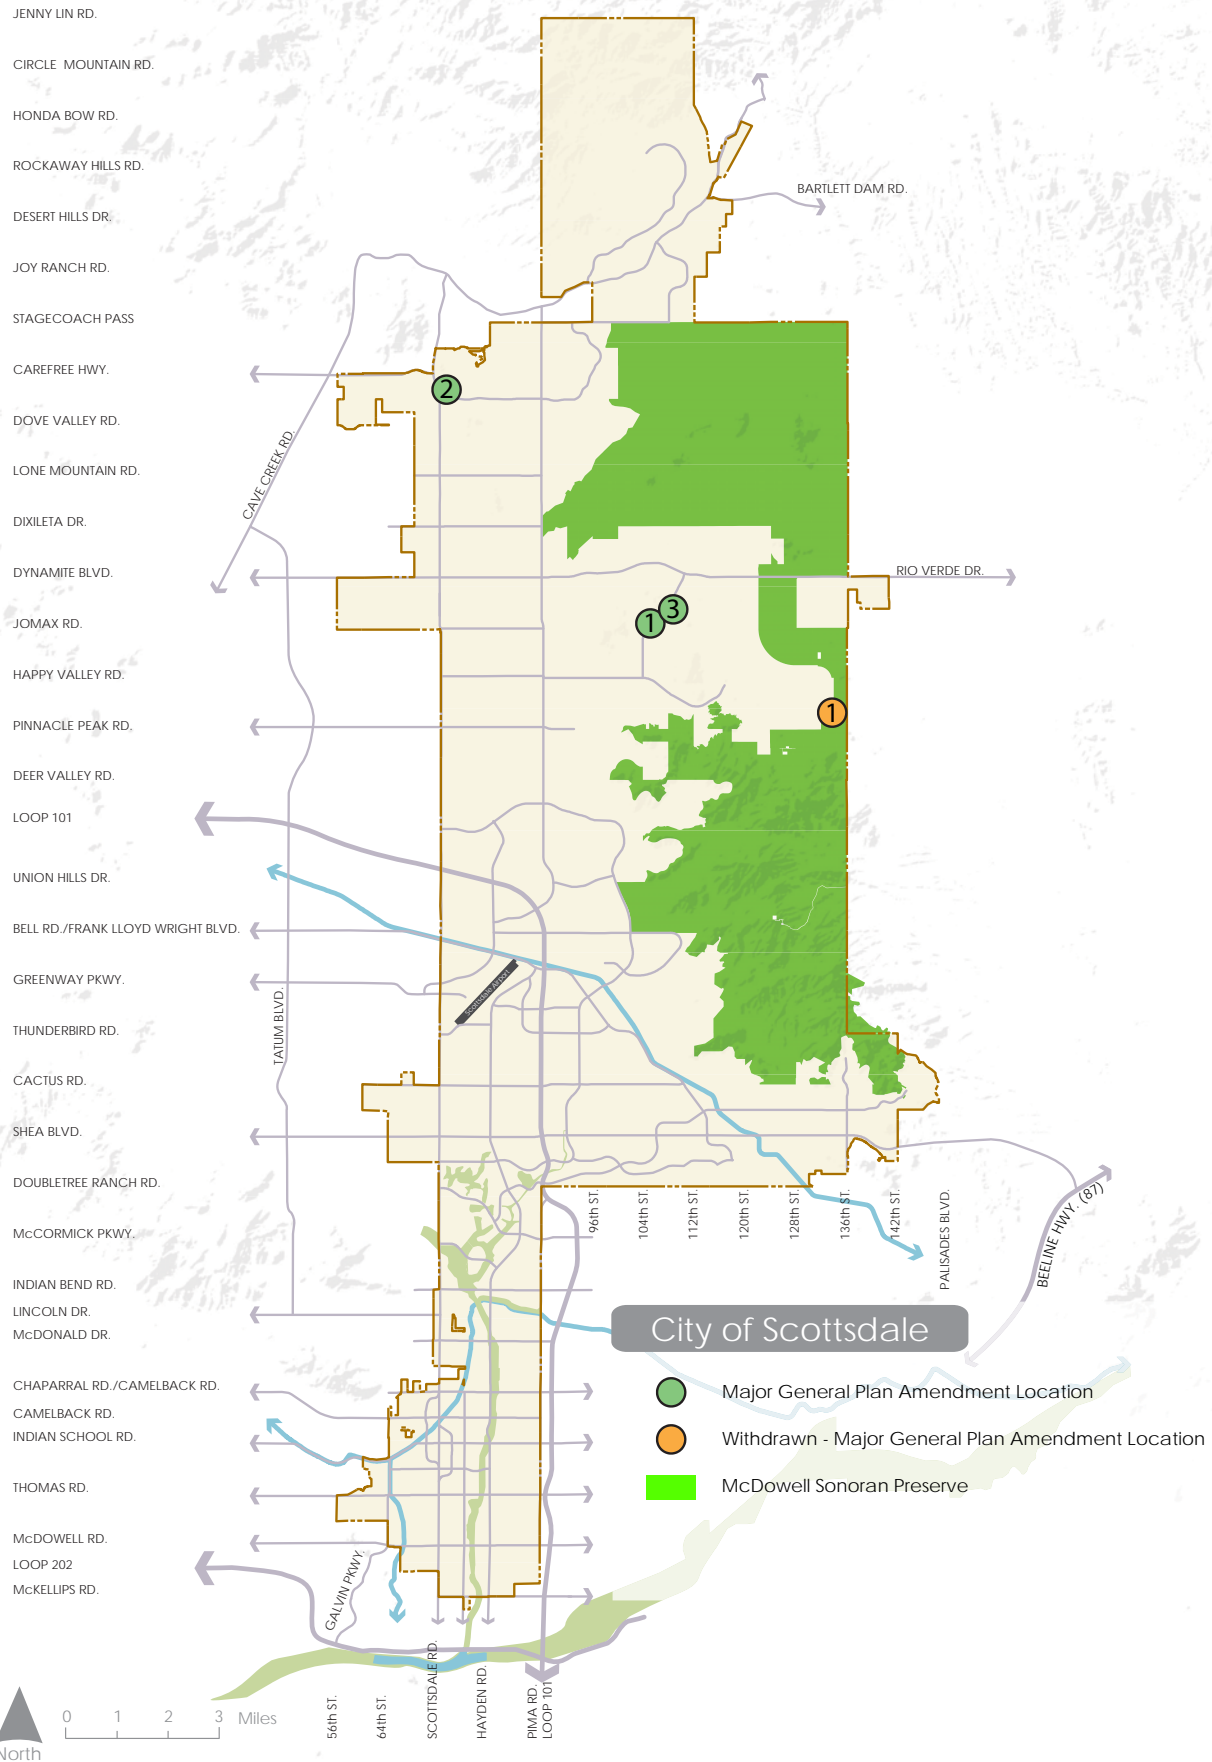 JENNY LIN RD.
CIRCLE MOUNTAIN RD.
HONDA BOW RD.
ROCKAWAY HILLS RD.
BARTLETT DAM RD.
DESERT HILLS DR.
JOY RANCH RD.
STAGECOACH PASS
CAREFREE HWY.
2
DOVE VALLEY RD.
CAVE CREEK RD.
LONE MOUNTAIN RD.
DIXILETA DR.
DYNAMITE BLVD.
RIO VERDE DR.
1
3
JOMAX RD.
HAPPY VALLEY RD.
1
PINNACLE PEAK RD.
DEER VALLEY RD.
LOOP 101
UNION HILLS DR.
BELL RD./FRANK LLOYD WRIGHT BLVD.
GREENWAY PKWY.
Scottsdale Airport
TATUM BLVD.
THUNDERBIRD RD.
CACTUS RD.
SHEA BLVD.
DOUBLETREE RANCH RD.
96th ST.
104th ST.
112th ST.
120th ST.
128th ST.
136th ST.
142th ST.
PALISADES BLVD.
BEELINE HWY. (87)
McCORMICK PKWY.
INDIAN BEND RD.
LINCOLN DR.
McDONALD DR.
City of Scottsdale
CHAPARRAL RD./CAMELBACK RD.
Major General Plan Amendment Location
CAMELBACK RD.
INDIAN SCHOOL RD.
Withdrawn - Major General Plan Amendment Location
THOMAS RD.
McDowell Sonoran Preserve
McDOWELL RD.
LOOP 202
McKELLIPS RD.
GALVIN PKWY.
56th ST.
64th ST.
SCOTTSDALE RD.
HAYDEN RD.
PIMA RD.
LOOP 101
0 1 2 3 Miles
North